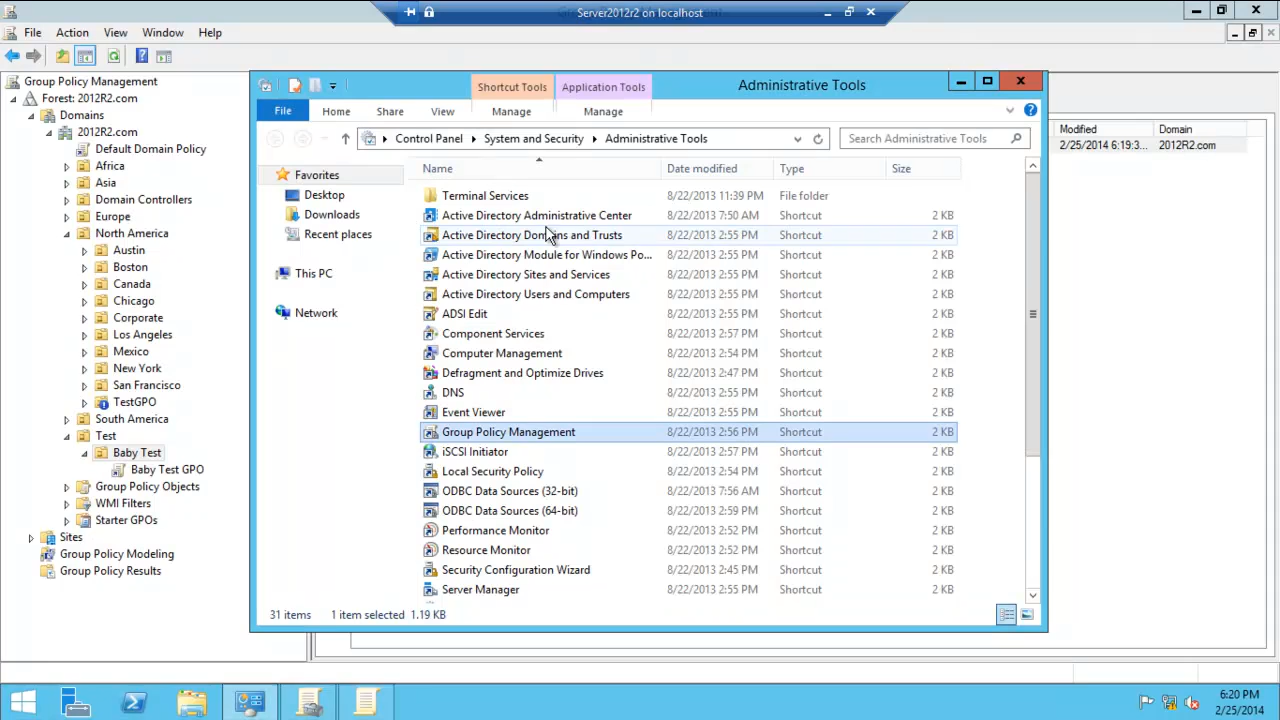 Server2012r2 on localhost
File Action View Window Help
Group Policy Management
Forest: 2012R2.com
Domains
2012R2.com
Default Domain Policy
Africa
Asia
Domain Controllers
Europe
North America
Austin
Boston
Canada
Chicago
Corporate
Los Angeles
Mexico
New York
San Francisco
TestGPO
South America
Test
Baby Test
Baby Test GPO
Group Policy Objects
WMI Filters
Starter GPOs
Sites
Group Policy Modeling
Group Policy Results
Shortcut Tools Application Tools Administrative Tools
File Home Share View Manage Manage
Control Panel System and Security Administrative Tools Search Administrative Tools
Favorites
Desktop
Downloads
Recent places
This PC
Network
Name Date modified Type Size
Terminal Services 8/22/2013 11:39 PM File folder
Active Directory Administrative Center 8/22/2013 7:50 AM Shortcut 2 KB
Active Directory Domains and Trusts 8/22/2013 2:55 PM Shortcut 2 KB
Active Directory Module for Windows Po... 8/22/2013 2:55 PM Shortcut 2 KB
Active Directory Sites and Services 8/22/2013 2:55 PM Shortcut 2 KB
Active Directory Users and Computers 8/22/2013 2:55 PM Shortcut 2 KB
ADSI Edit 8/22/2013 2:55 PM Shortcut 2 KB
Component Services 8/22/2013 2:57 PM Shortcut 2 KB
Computer Management 8/22/2013 2:54 PM Shortcut 2 KB
Defragment and Optimize Drives 8/22/2013 2:47 PM Shortcut 2 KB
DNS 8/22/2013 2:55 PM Shortcut 2 KB
Event Viewer 8/22/2013 2:55 PM Shortcut 2 KB
Group Policy Management 8/22/2013 2:56 PM Shortcut 2 KB
iSCSI Initiator 8/22/2013 2:57 PM Shortcut 2 KB
Local Security Policy 8/22/2013 2:54 PM Shortcut 2 KB
ODBC Data Sources (32-bit) 8/22/2013 7:56 AM Shortcut 2 KB
ODBC Data Sources (64-bit) 8/22/2013 2:59 PM Shortcut 2 KB
Performance Monitor 8/22/2013 2:52 PM Shortcut 2 KB
Resource Monitor 8/22/2013 2:52 PM Shortcut 2 KB
Security Configuration Wizard 8/22/2013 2:45 PM Shortcut 2 KB
Server Manager 8/22/2013 2:55 PM Shortcut 2 KB
31 items 1 item selected 1.19 KB
Modified Domain
2/25/2014 6:19:3... 2012R2.com
6:20 PM
2/25/2014